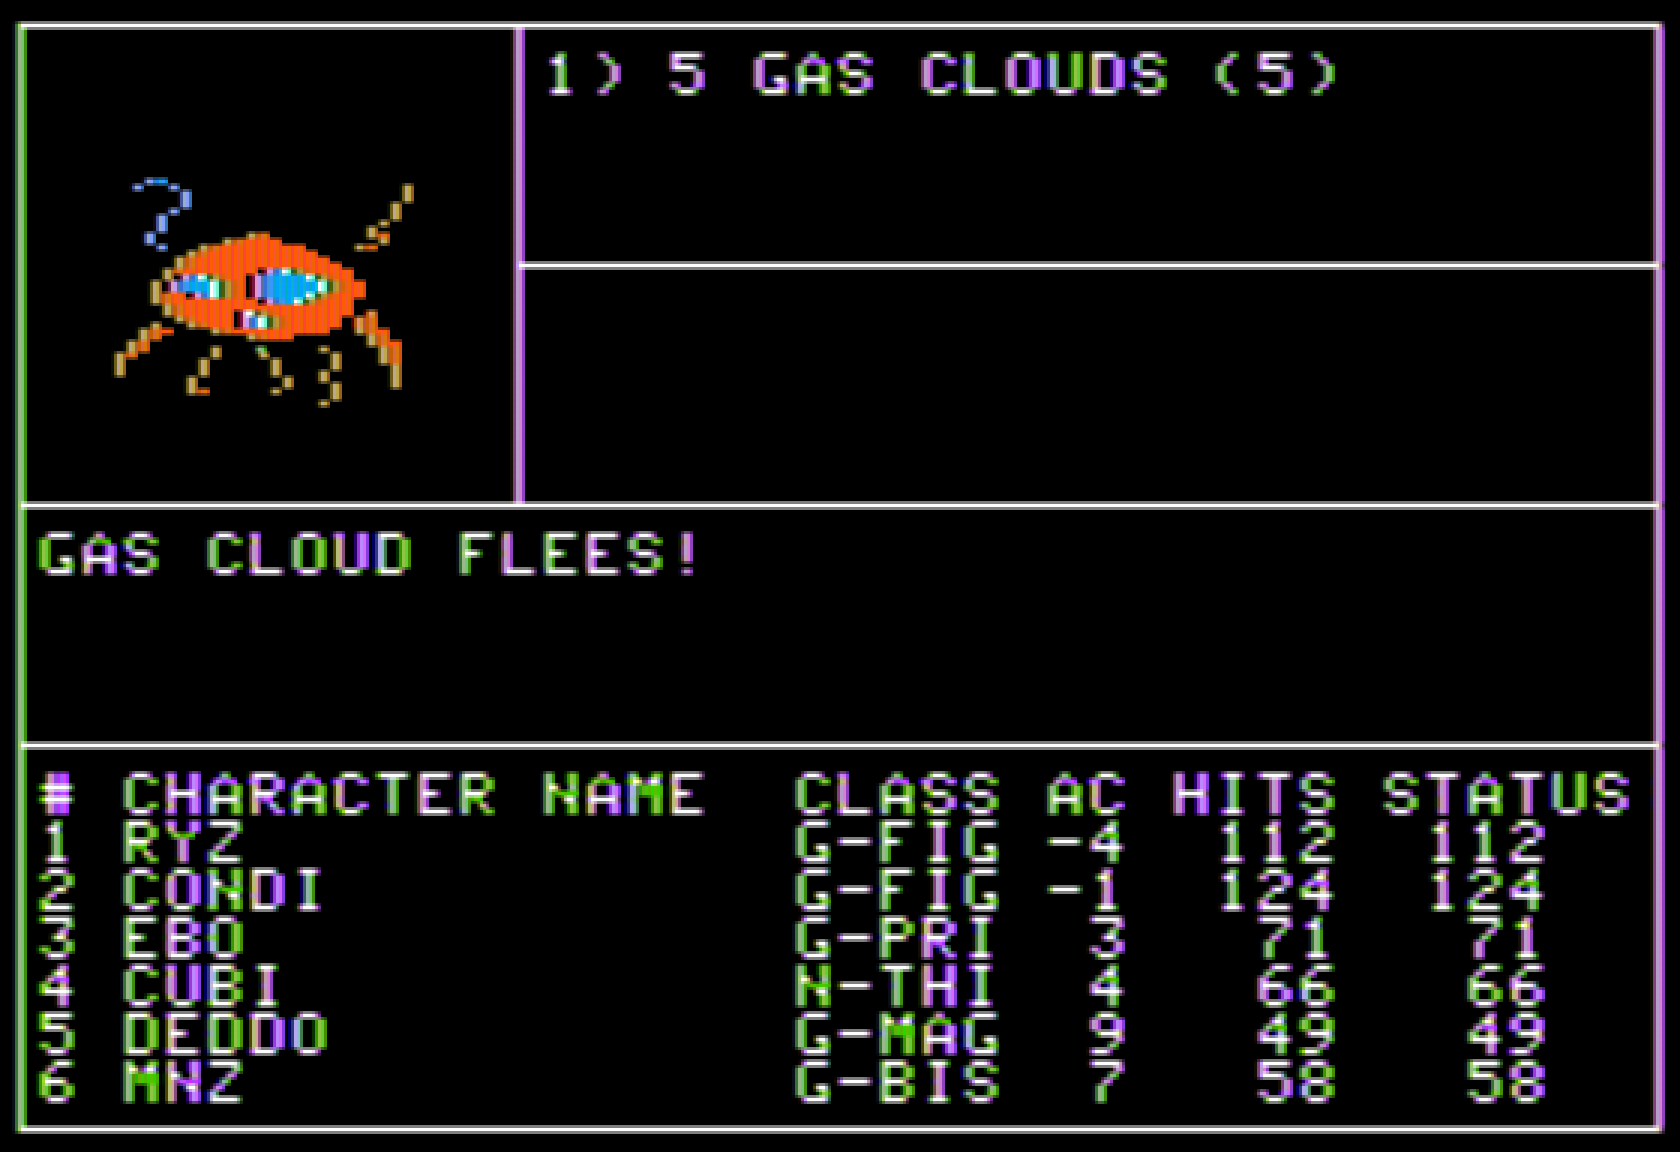 1) 5 GAS CLOUDS (5)
GAS CLOUD FLEES!
# CHARACTER NAME CLASS AC HITS STATUS
1 RYZ G-FIG -4 112 112
2 CONDI G-FIG -1 124 124
3 EBO G-PRI 3 71 71
4 CUBI N-THI 4 66 66
5 DEDDO G-MAG 9 49 49
6 MNZ G-BIS 7 58 58